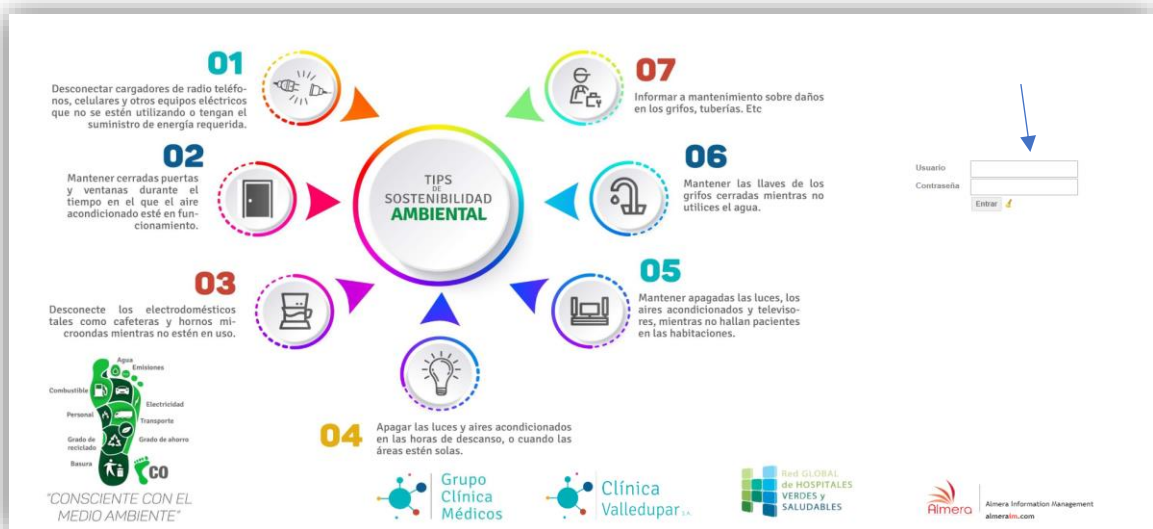 01
Desconectar cargadores de radio teléfo-
nos, celulares y otros equipos eléctricos
que no se estén utilizando o tengan el
suministro de energía requerida.
02
Mantener cerradas puertas
y ventanas durante el
tiempo en el que el aire
acondicionado esté en fun-
cionamiento.
03
Desconecte los electrodomésticos
tales como cafeteras y hornos mi-
croondas mientras no estén en uso.
TIPS
DE
SOSTENIBILIDAD
AMBIENTAL
07
Informar a mantenimiento sobre daños
en los grifos, tuberías. Etc
06
Mantener las llaves de los
grifos cerradas mientras no
utilices el agua.
05
Mantener apagadas las luces, los
aires acondicionados y televiso-
res, mientras no hallan pacientes
en las habitaciones.
04
Apagar las luces y aires acondicionados
en las horas de descanso, o cuando las
áreas estén solas.
Usuario
Contraseña
Entrar
Agua
Emisiones
Combustible
Electricidad
Personal
Transporte
Grado de
reciclado
Grado de ahorro
Basura
CO
"CONSCIENTE CON EL
MEDIO AMBIENTE"
Grupo
Clínica
Médicos
Clínica
Valledupar S.A.
Red GLOBAL
de HOSPITALES
VERDES y
SALUDABLES
Almera
Almera Information Management
almeraim.com